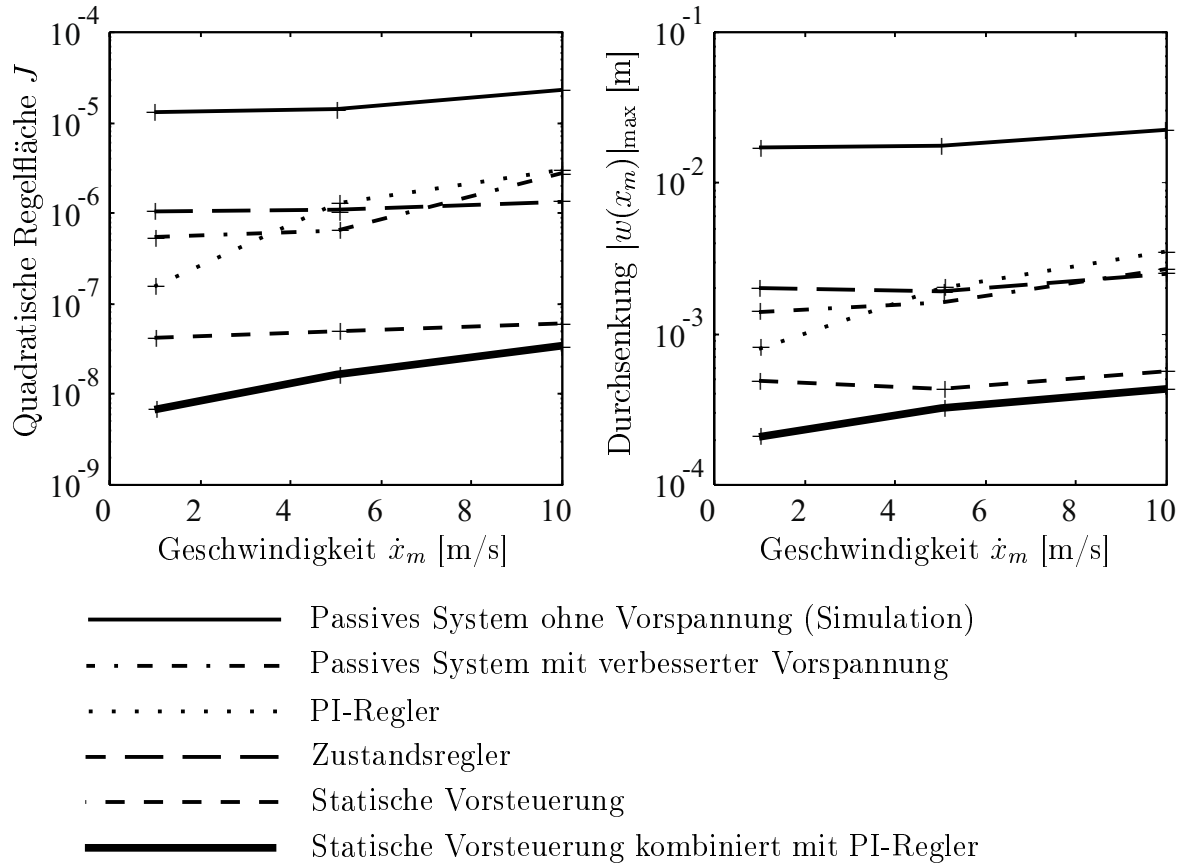 Quadratische Regelfläche J
10^-4
10^-5
10^-6
10^-7
10^-8
10^-9
0 2 4 6 8 10
Geschwindigkeit ẋ_m [m/s]
Durchsenkung |w(x_m)|_max [m]
10^-1
10^-2
10^-3
10^-4
0 2 4 6 8 10
Geschwindigkeit ẋ_m [m/s]
Passives System ohne Vorspannung (Simulation)
Passives System mit verbesserter Vorspannung
PI-Regler
Zustandsregler
Statische Vorsteuerung
Statische Vorsteuerung kombiniert mit PI-Regler